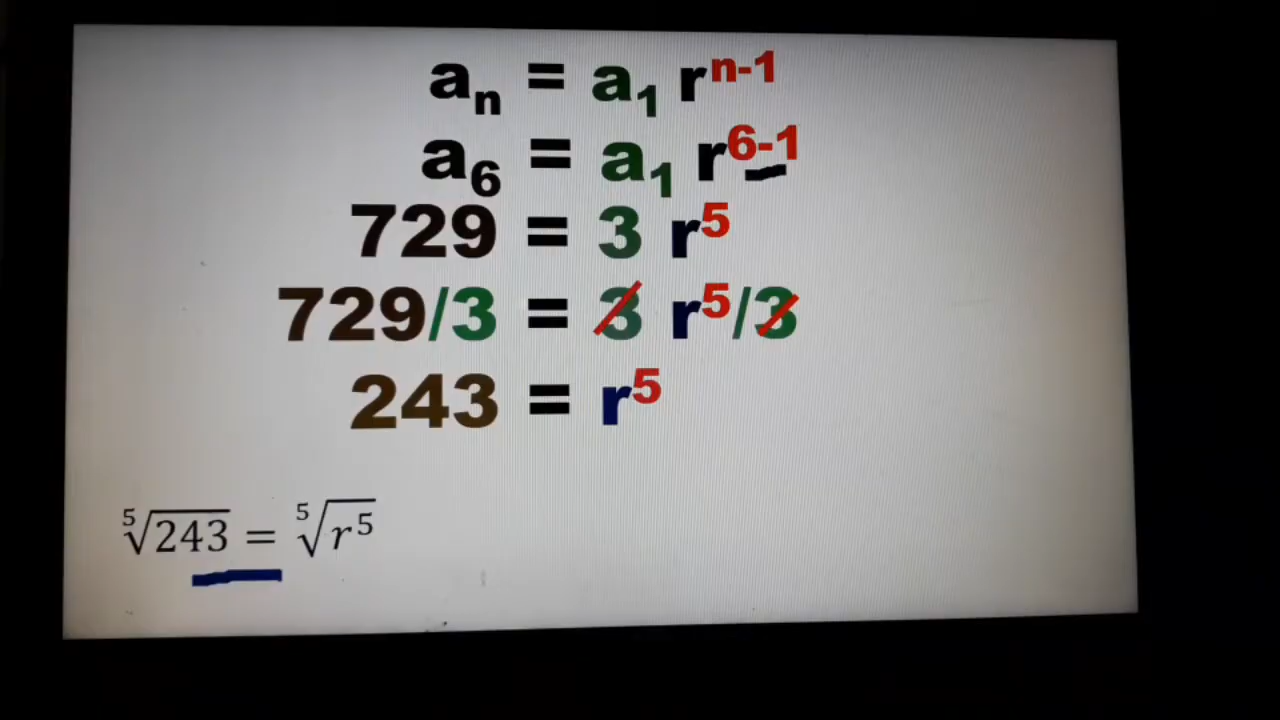 aₙ = a₁ rⁿ⁻¹
a₆ = a₁ r⁶⁻¹
729 = 3 r⁵
729/3 = 3 r⁵/3
243 = r⁵
⁵√243 = ⁵√r⁵